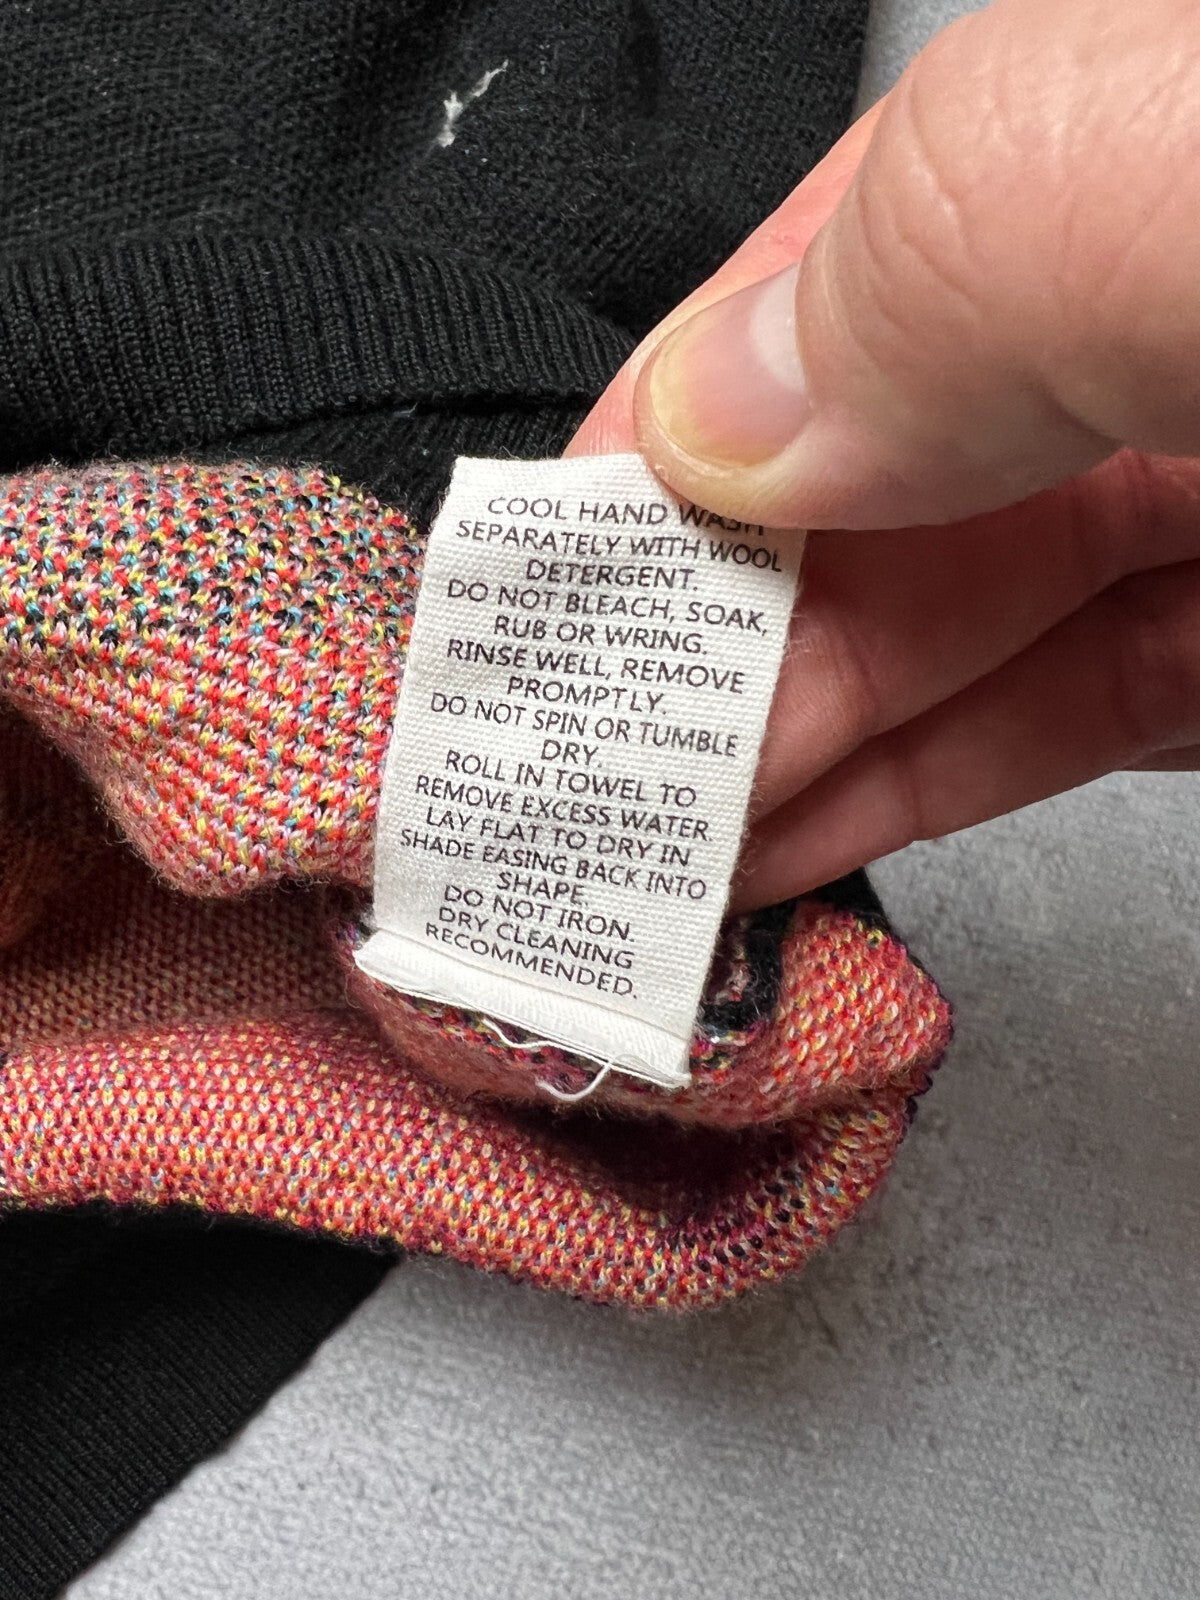 COOL HAND WASH
SEPARATELY WITH WOOL
DETERGENT.
DO NOT BLEACH, SOAK,
RUB OR WRING.
RINSE WELL, REMOVE
PROMPTLY.
DO NOT SPIN OR TUMBLE
DRY.
ROLL IN TOWEL TO
REMOVE EXCESS WATER.
LAY FLAT TO DRY IN
SHADE EASING BACK INTO
SHAPE.
DO NOT IRON.
DRY CLEANING
RECOMMENDED.